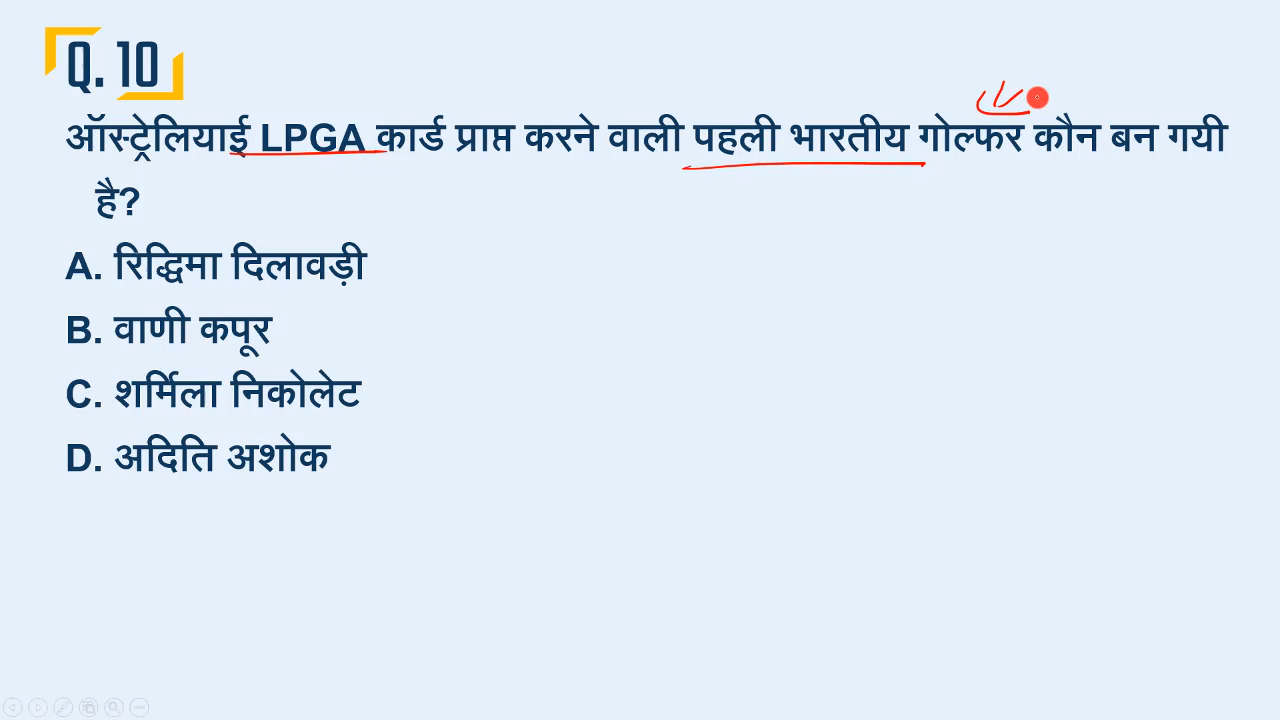 Q. 10
ऑस्ट्रेलियाई LPGA कार्ड प्राप्त करने वाली पहली भारतीय गोल्फर कौन बन गयी
है?
A. रिद्धिमा दिलावड़ी
B. वाणी कपूर
C. शर्मिला निकोलेट
D. अदिति अशोक